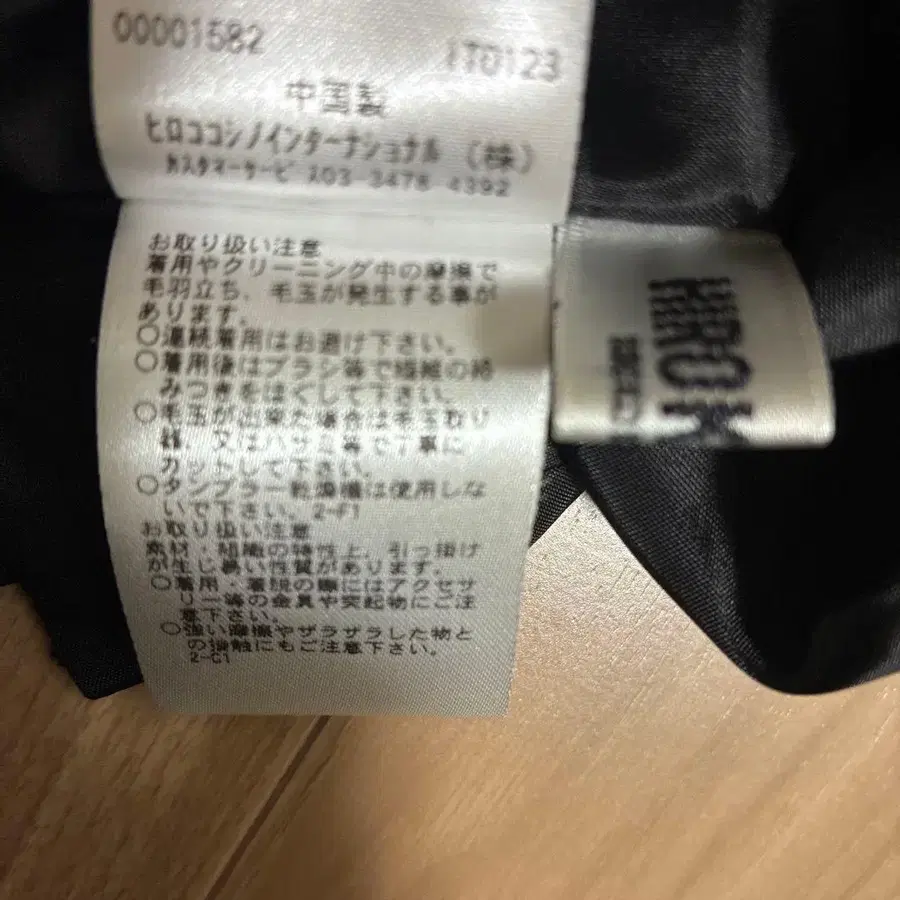 00001582
IT0123
中国製
ヒロココシノインターナショナル (株)
カスタマーサービス03 3478 4392
お取り扱い注意
着用やクリーニング中の摩擦で
毛羽立ち、毛玉が発生する事が
あります。
○連続着用はお避け下さい。
○着用後はブラシ等で繊維の絡
みつきをほぐして下さい。
○毛玉が出来た場合は毛玉取り
機、又はハサミ等で丁寧に
カットして下さい。
○タンブラー乾燥機は使用しな
いで下さい。2-F1
お取り扱い注意
素材・組織の特性上、引っ掛け
が生じ易い性質があります。
○着用・着脱の際にはアクセサ
リー等の金具や突起物にご注
意下さい。
○強い摩擦やザラザラした物と
の接触にもご注意下さい。
2-C1
HIRO